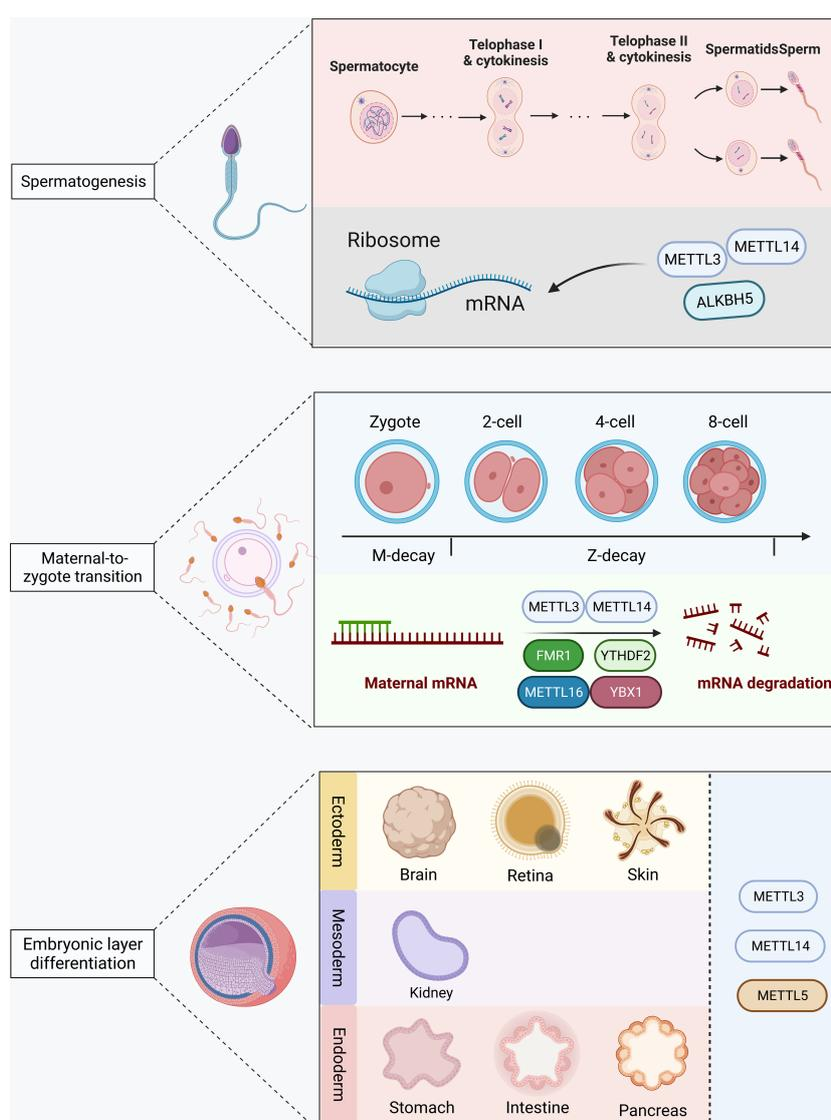 Spermatogenesis
Spermatocyte
Telophase I
& cytokinesis
Telophase II
& cytokinesis
Spermatids
Sperm
Ribosome
mRNA
METTL3
METTL14
ALKBH5
Maternal-to-
zygote transition
Zygote
2-cell
4-cell
8-cell
M-decay
Z-decay
METTL3
METTL14
FMR1
YTHDF2
METTL16
YBX1
Maternal mRNA
mRNA degradation
Embryonic layer
differentiation
Ectoderm
Brain
Retina
Skin
Mesoderm
Kidney
Endoderm
Stomach
Intestine
Pancreas
METTL3
METTL14
METTL5